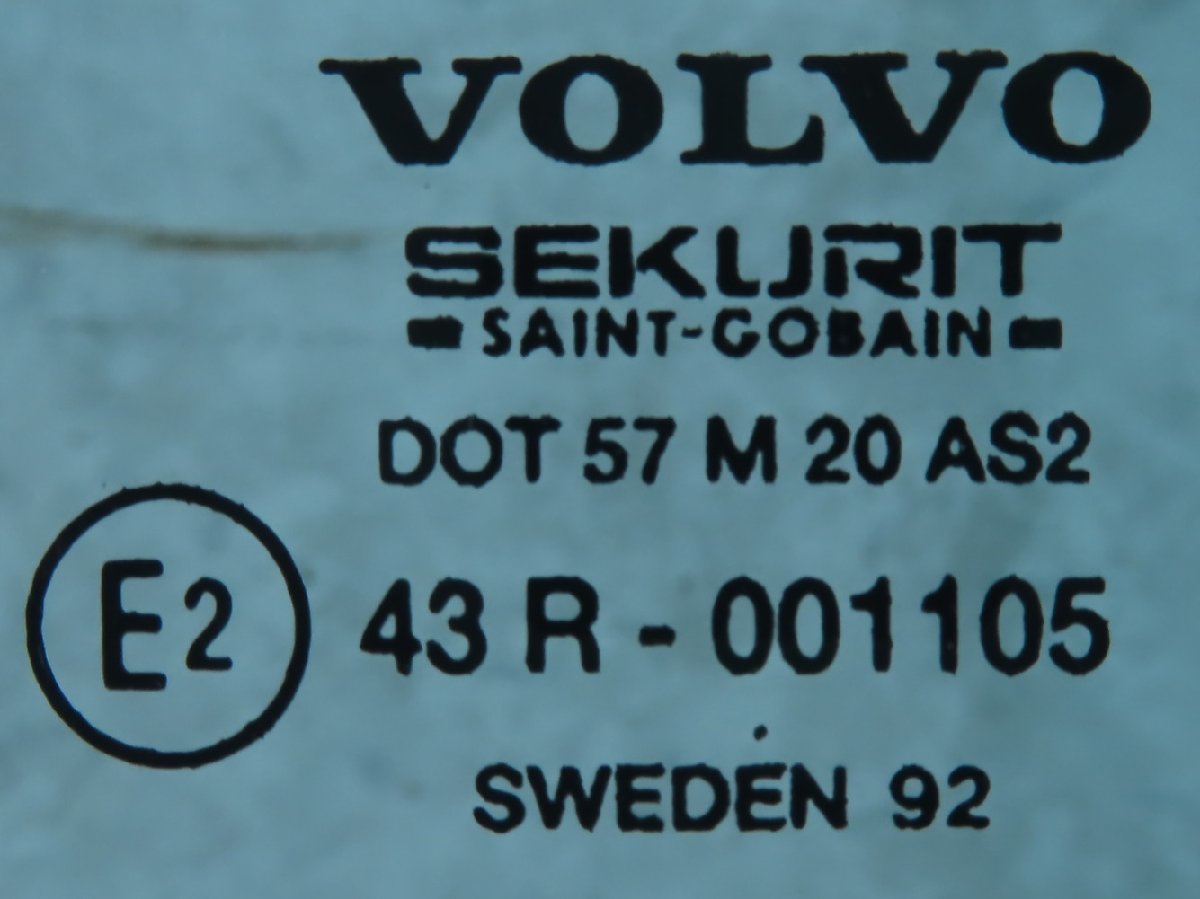 VOLVO
SEKURIT
SAINT-GOBAIN
DOT 57 M 20 AS2
E2
43 R - 001105
SWEDEN 92